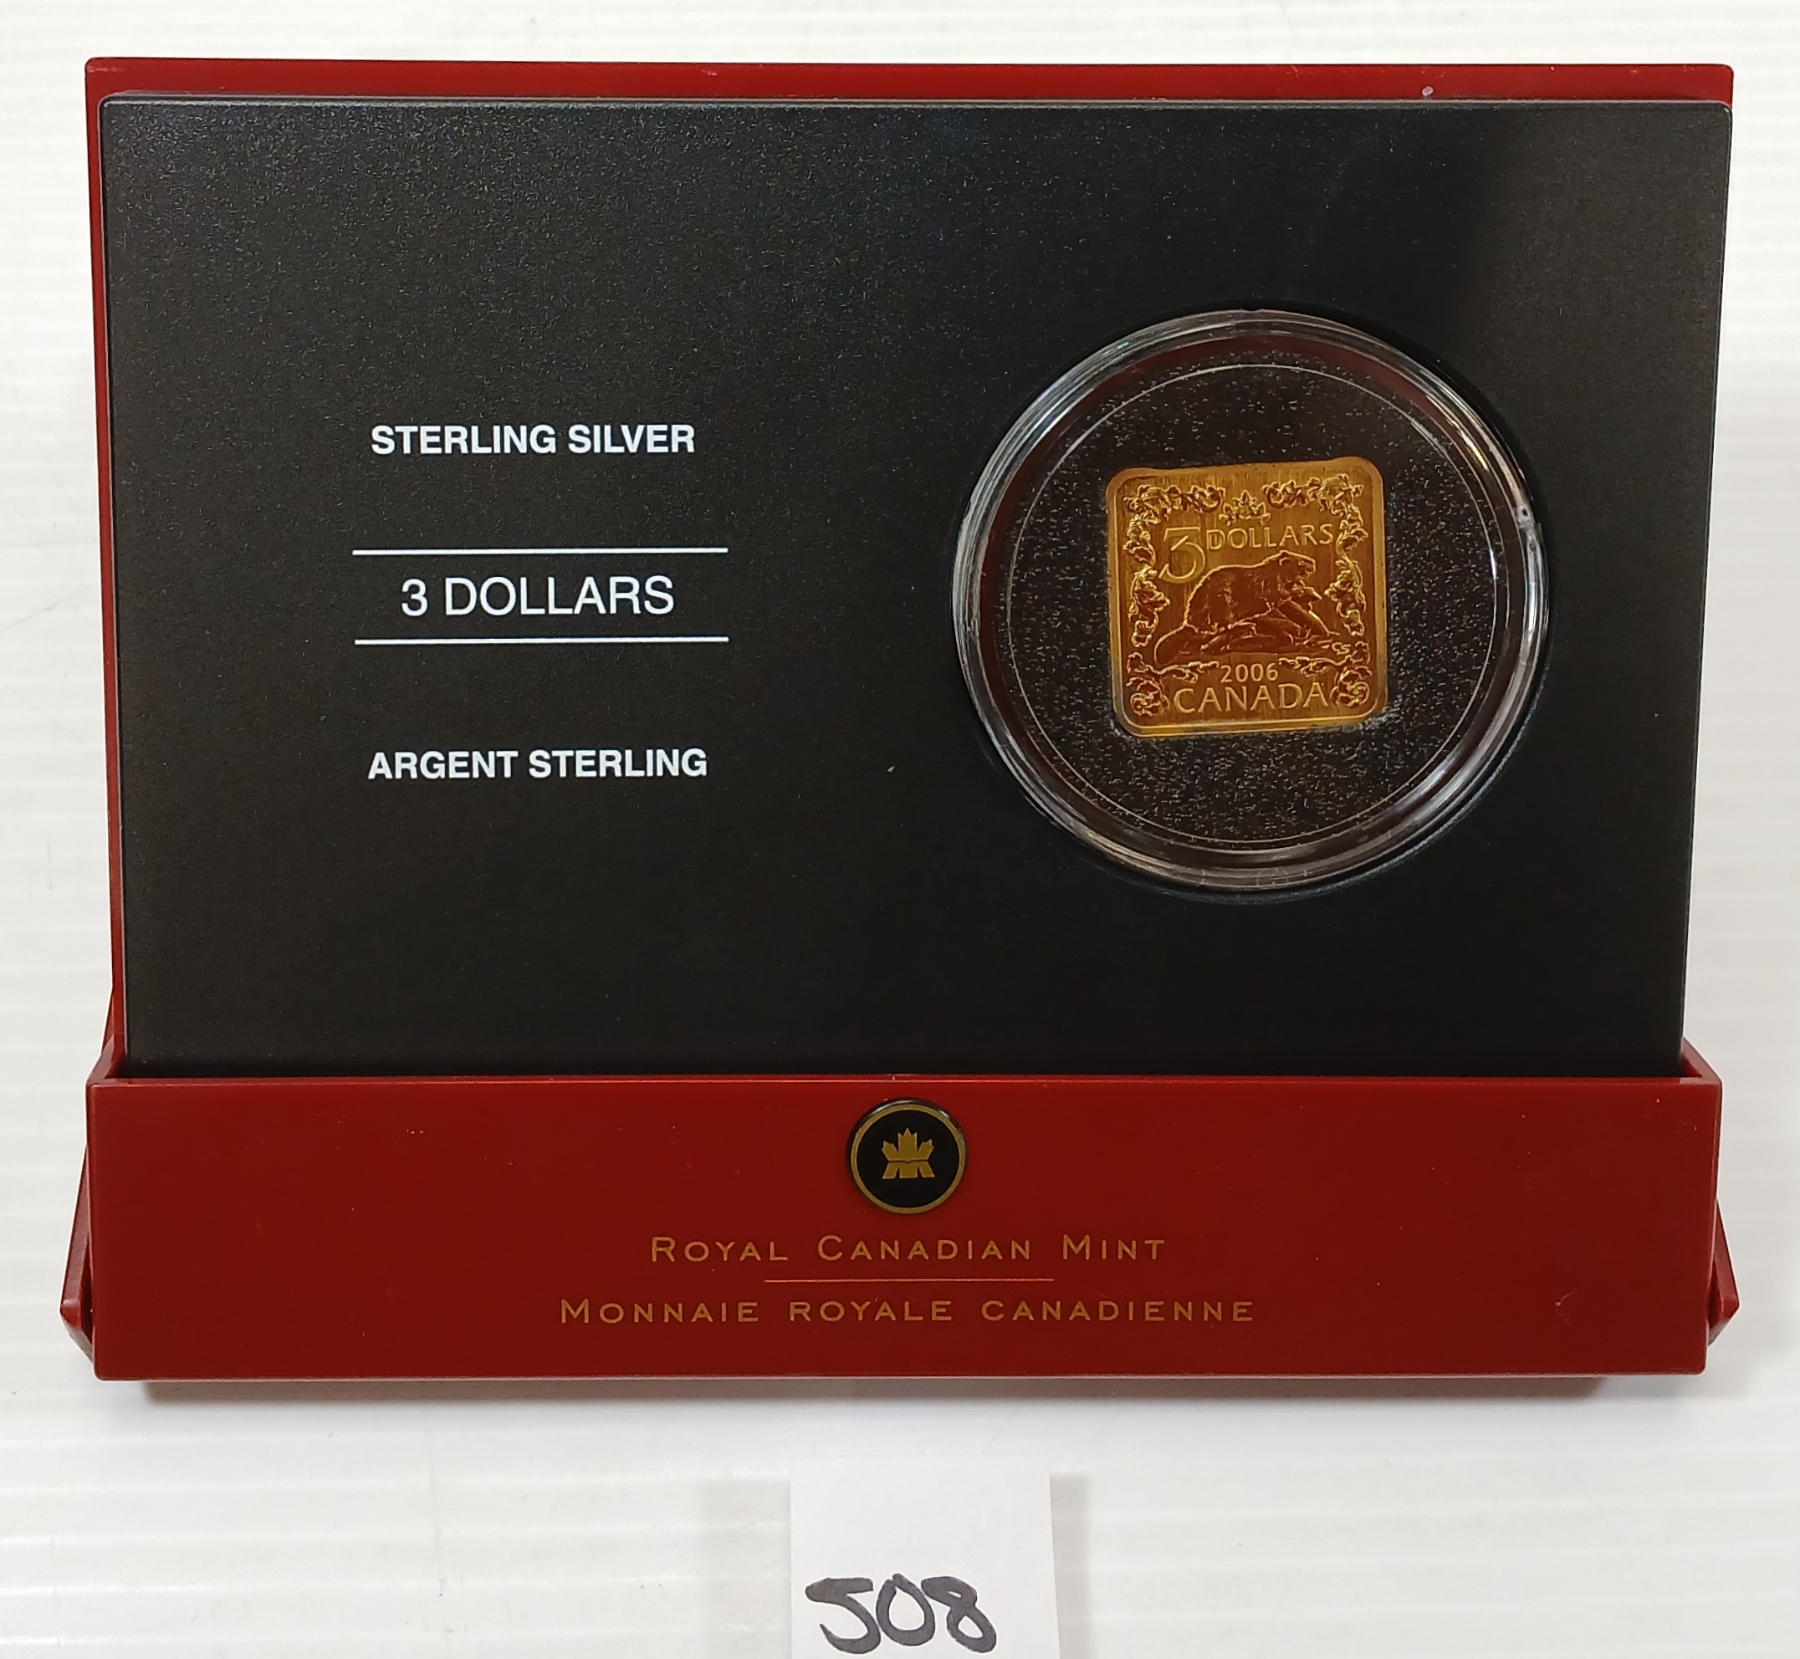 STERLING SILVER
3 DOLLARS
ARGENT STERLING
3 DOLLARS
2006
CANADA
ROYAL CANADIAN MINT
MONNAIE ROYALE CANADIENNE
508